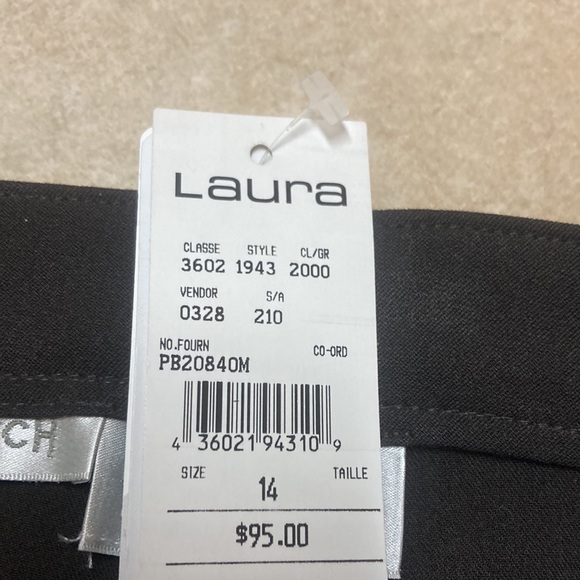 Laura
CLASSE STYLE CL/GR
3602 1943 2000
VENDOR S/A
0328 210
NO.FOURN CO-ORD
PB20840M
4 36021 94310 9
SIZE TAILLE
14
$95.00
CH